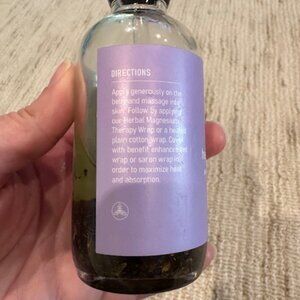 DIRECTIONS
Apply generously on the
belly and massage into
skin. Follow by applying
our Herbal Magnesium
Therapy Wrap or a heated
plain cotton wrap. Cover
with benefit enhancing
wrap or saran wrap in
order to maximize heat
and absorption.